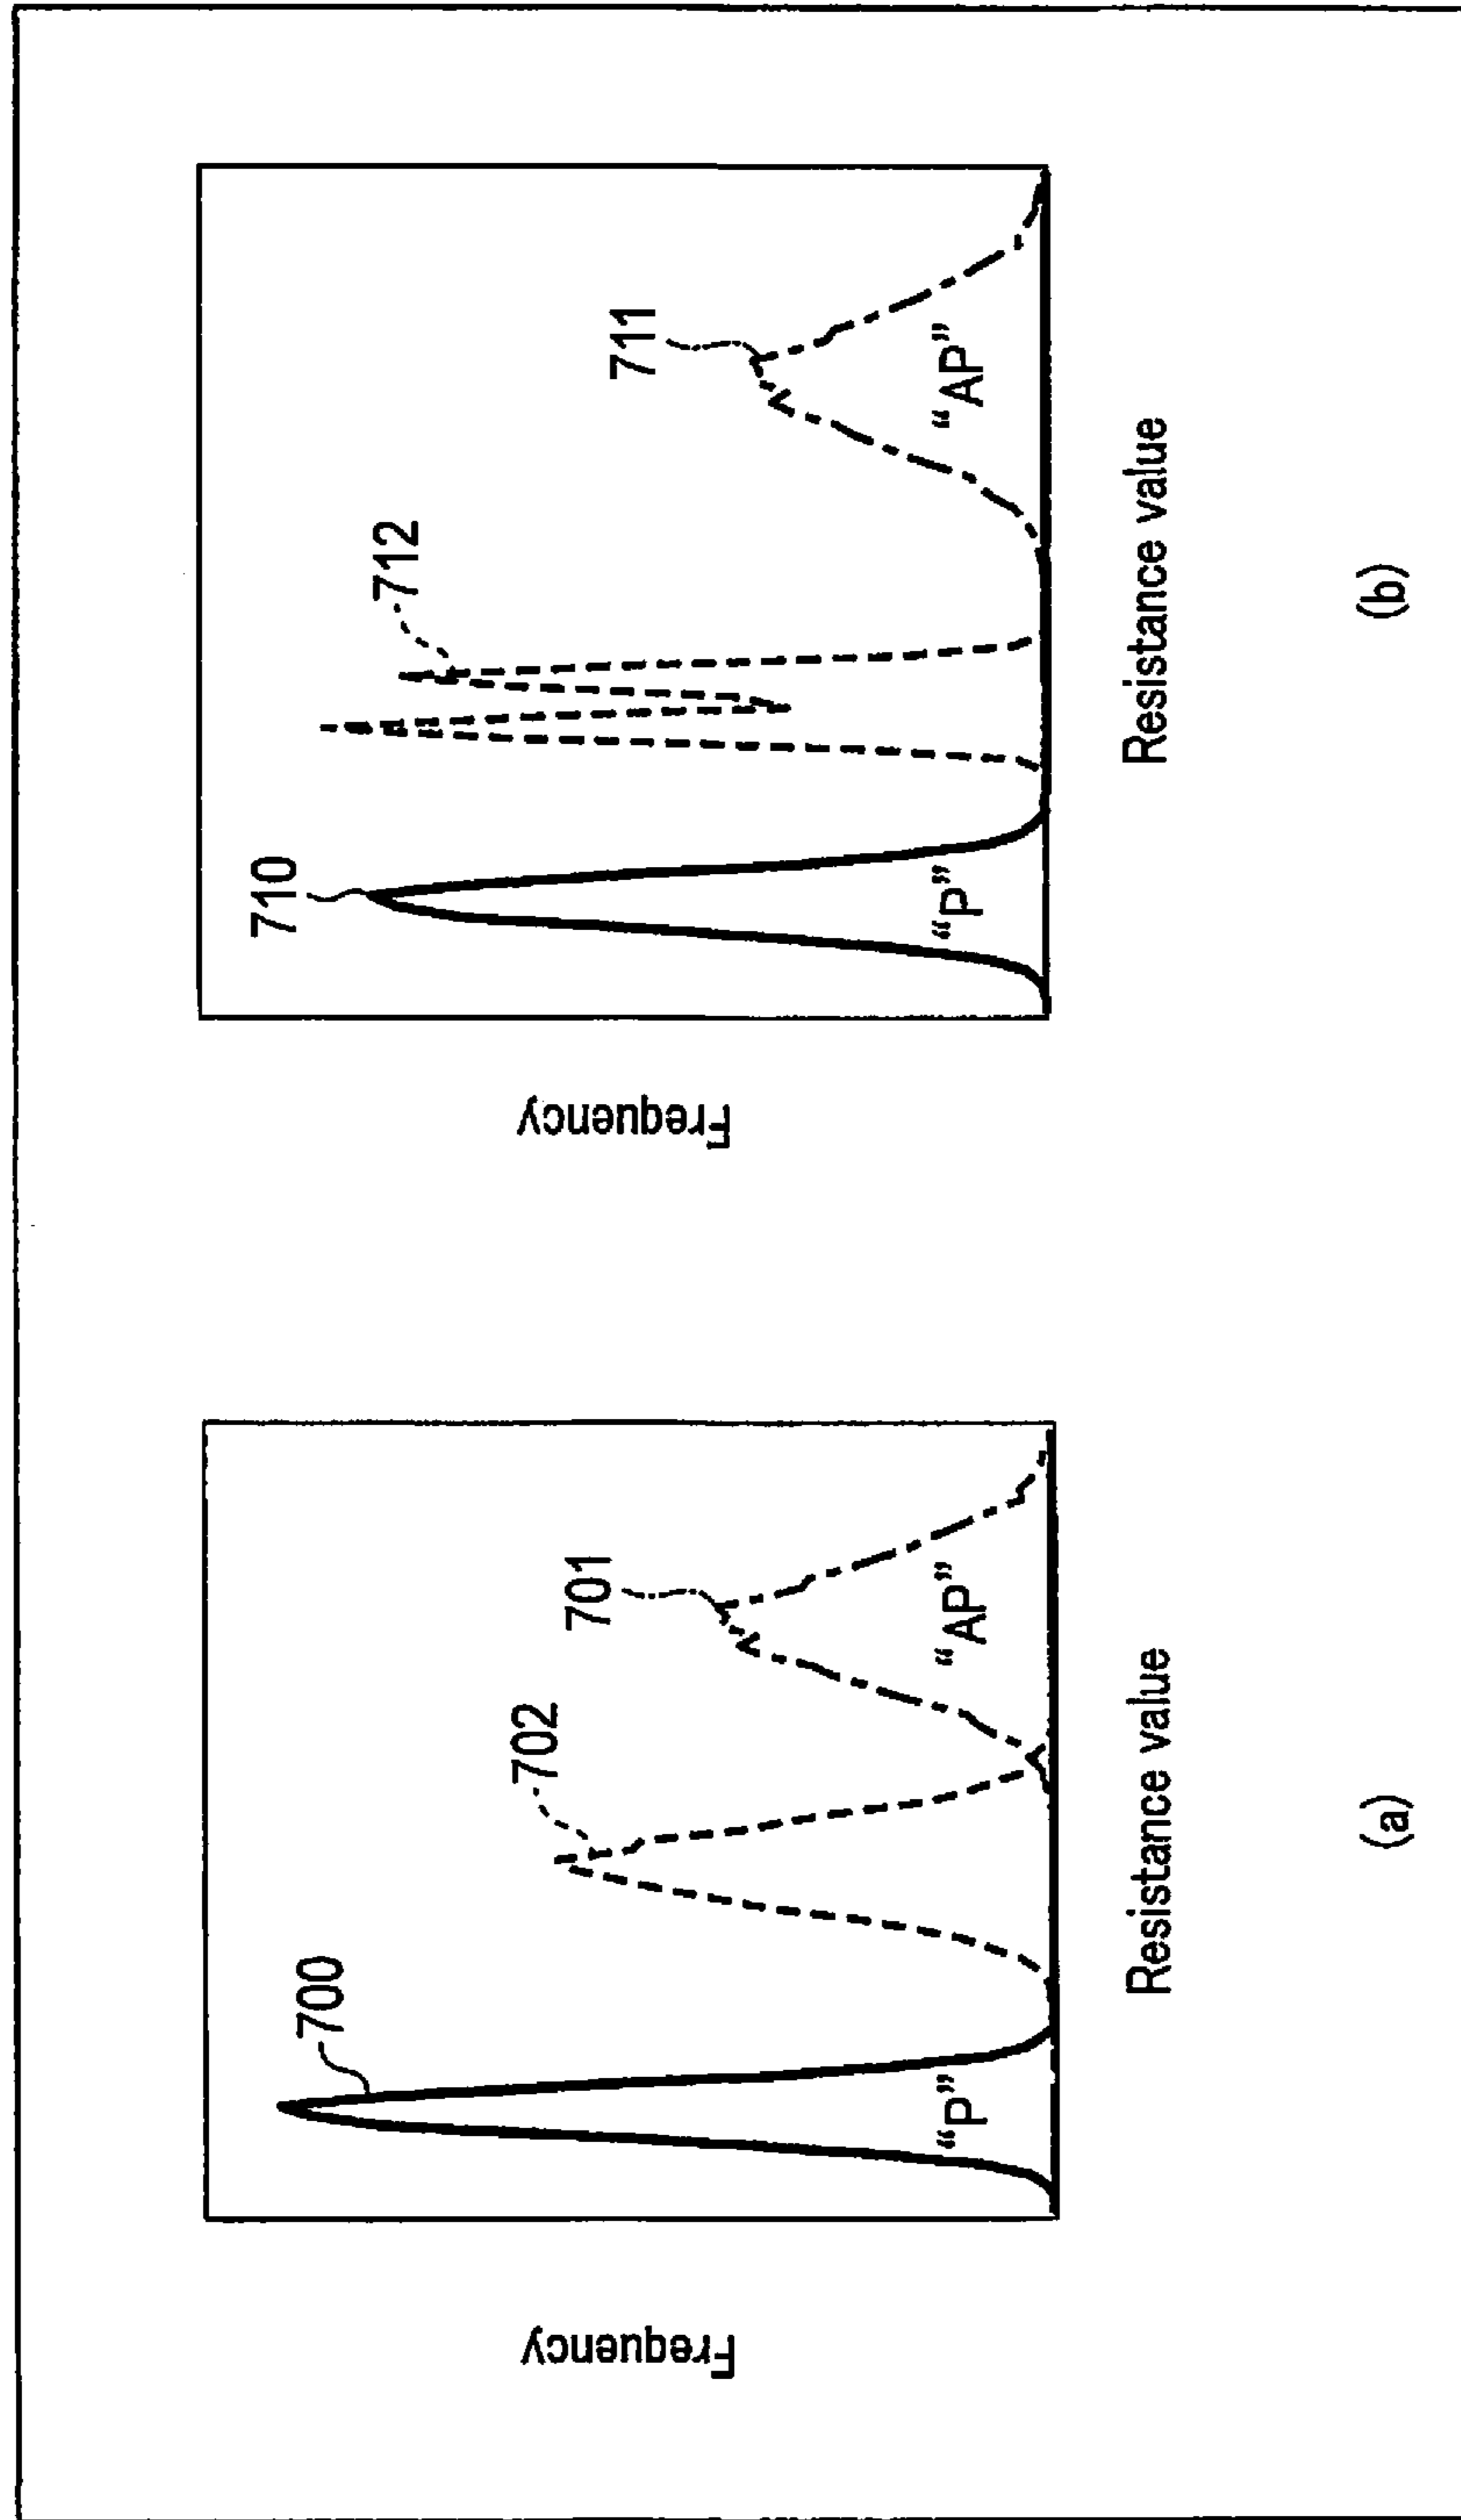 Frequency
700
702
701
“P”
“AP”
Resistance value
(a)
Frequency
710
712
711
“P”
“AP”
Resistance value
(b)